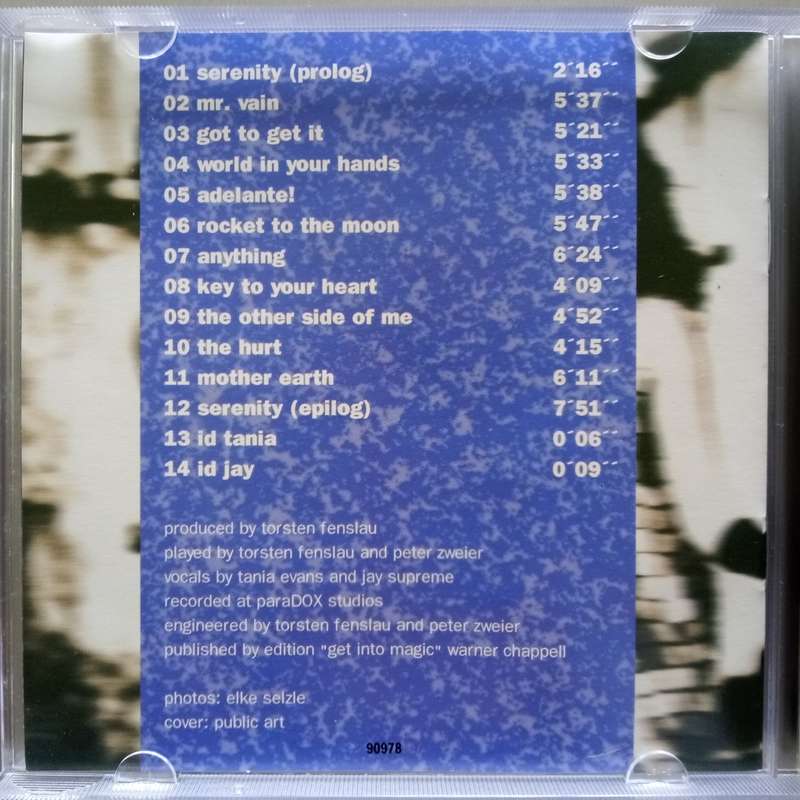 01 serenity (prolog) 2´16´´
02 mr. vain 5´37´´
03 got to get it 5´21´´
04 world in your hands 5´33´´
05 adelante! 5´38´´
06 rocket to the moon 5´47´´
07 anything 6´24´´
08 key to your heart 4´09´´
09 the other side of me 4´52´´
10 the hurt 4´15´´
11 mother earth 6´11´´
12 serenity (epilog) 7´51´´
13 id tania 0´06´´
14 id jay 0´09´´
produced by torsten fenslau
played by torsten fenslau and peter zweier
vocals by tania evans and jay supreme
recorded at paraDOX studios
engineered by torsten fenslau and peter zweier
published by edition "get into magic" warner chappell
photos: elke selzle
cover: public art
90978